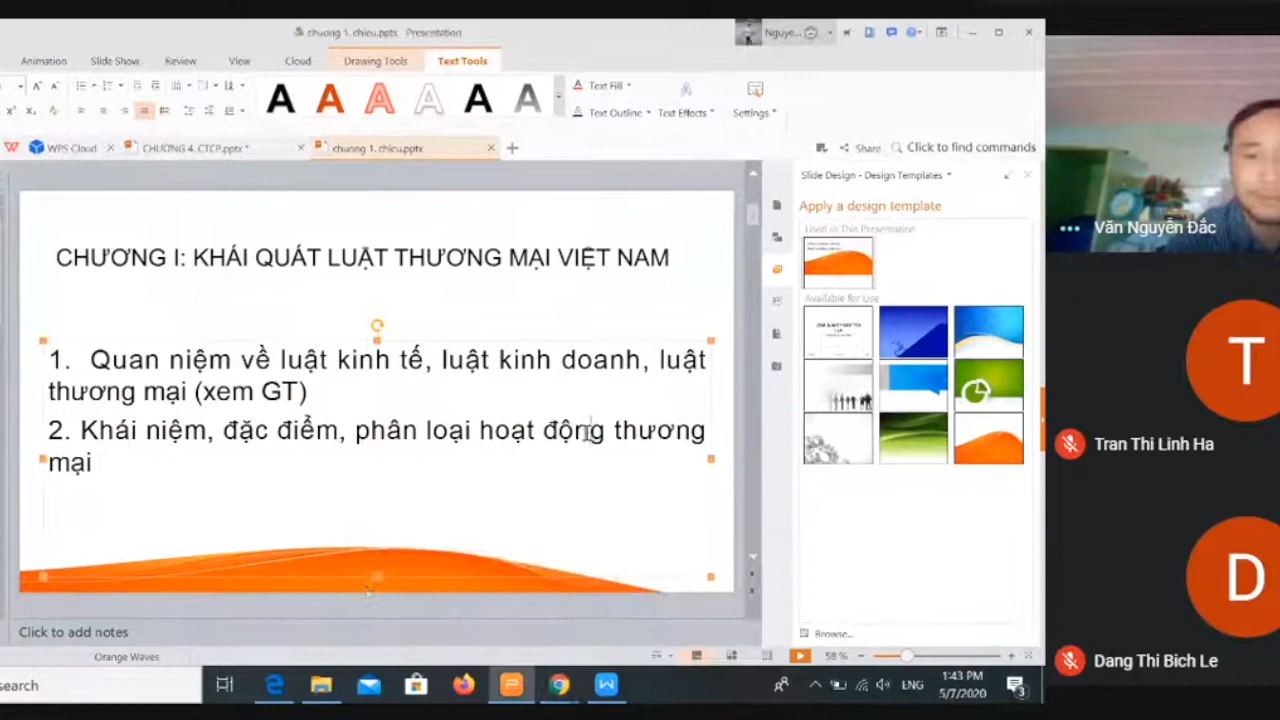 chuong 1. chieu.pptx - Presentation
Nguye...
Animation Slide Show Review View Cloud Drawing Tools Text Tools
A A A A A A
Text Fill
Text Outline Text Effects Settings
WPS Cloud CHƯƠNG 4. CTCP.pptx * chuong 1. chieu.pptx Share Click to find commands
Slide Design - Design Templates
Apply a design template
Used in This Presentation
Available for Use
CHƯƠNG I: KHÁI QUÁT LUẬT THƯƠNG MẠI VIỆT NAM
1. Quan niệm về luật kinh tế, luật kinh doanh, luật
thương mại (xem GT)
2. Khái niệm, đặc điểm, phân loại hoạt động thương
mại
Click to add notes
Browse...
Orange Waves
58 %
search
ENG
1:43 PM
5/7/2020
3
Văn Nguyễn Đắc
T
Tran Thi Linh Ha
D
Dang Thi Bich Le